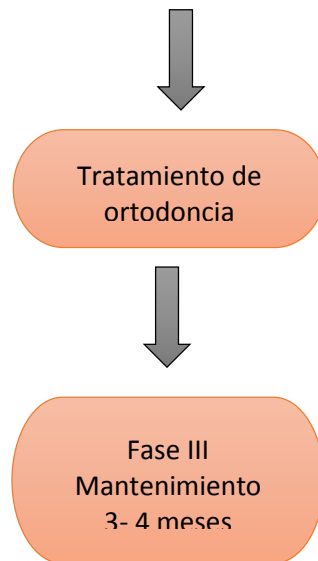 Tratamiento de
ortodoncia
Fase III
Mantenimiento
3- 4 meses